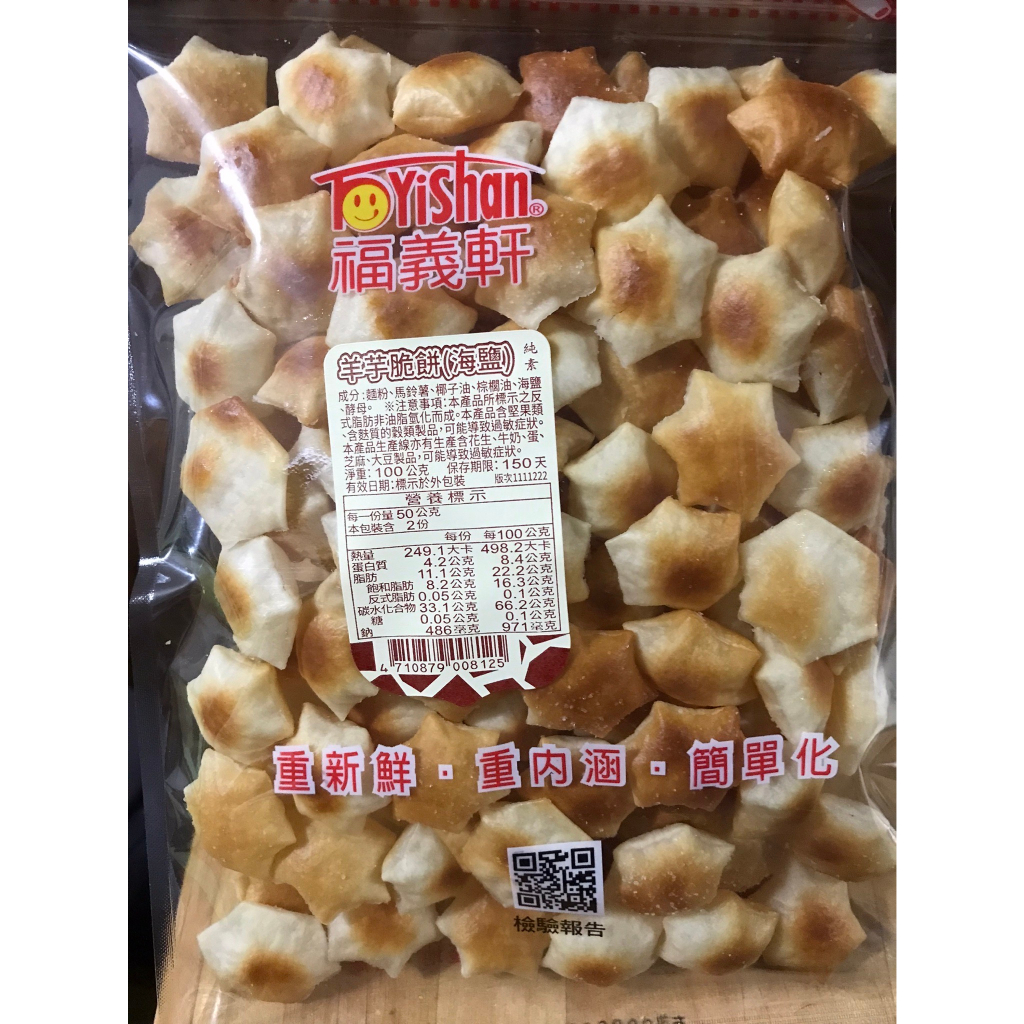 FoYiShan®
福義軒
羊芋脆餅(海鹽) 純素
成分:麵粉、馬鈴薯、椰子油、棕櫚油、海鹽
、酵母。 ※注意事項:本產品所標示之反
式脂肪非油脂氫化而成。本產品含堅果類
、含麩質的穀類製品,可能導致過敏症狀。
本產品生產線亦有生產含花生、牛奶、蛋、
芝麻、大豆製品,可能導致過敏症狀。
淨重:100公克 保存期限:150天
有效日期:標示於外包裝 版次1111222
營養標示
每一份量 50公克
本包裝含 2份
每份 每100公克
熱量 249.1大卡 498.2大卡
蛋白質 4.2公克 8.4公克
脂肪 11.1公克 22.2公克
飽和脂肪 8.2公克 16.3公克
反式脂肪 0.05公克 0.1公克
碳水化合物 33.1公克 66.2公克
糖 0.05公克 0.1公克
鈉 486毫克 971毫克
4 710879 008125
重新鮮·重內涵·簡單化
檢驗報告